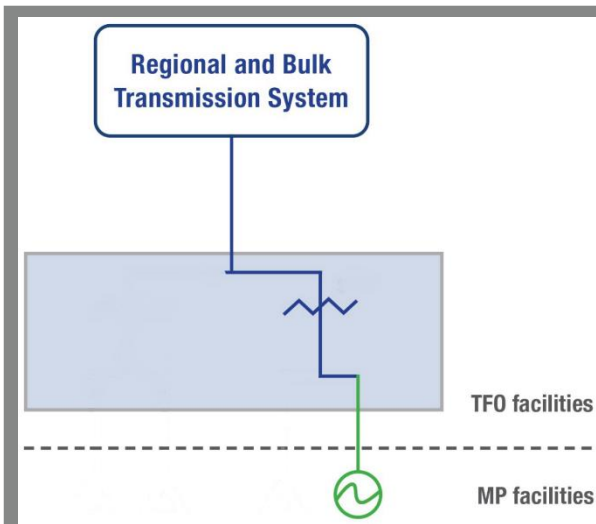 Regional and Bulk
Transmission System
TFO facilities
MP facilities